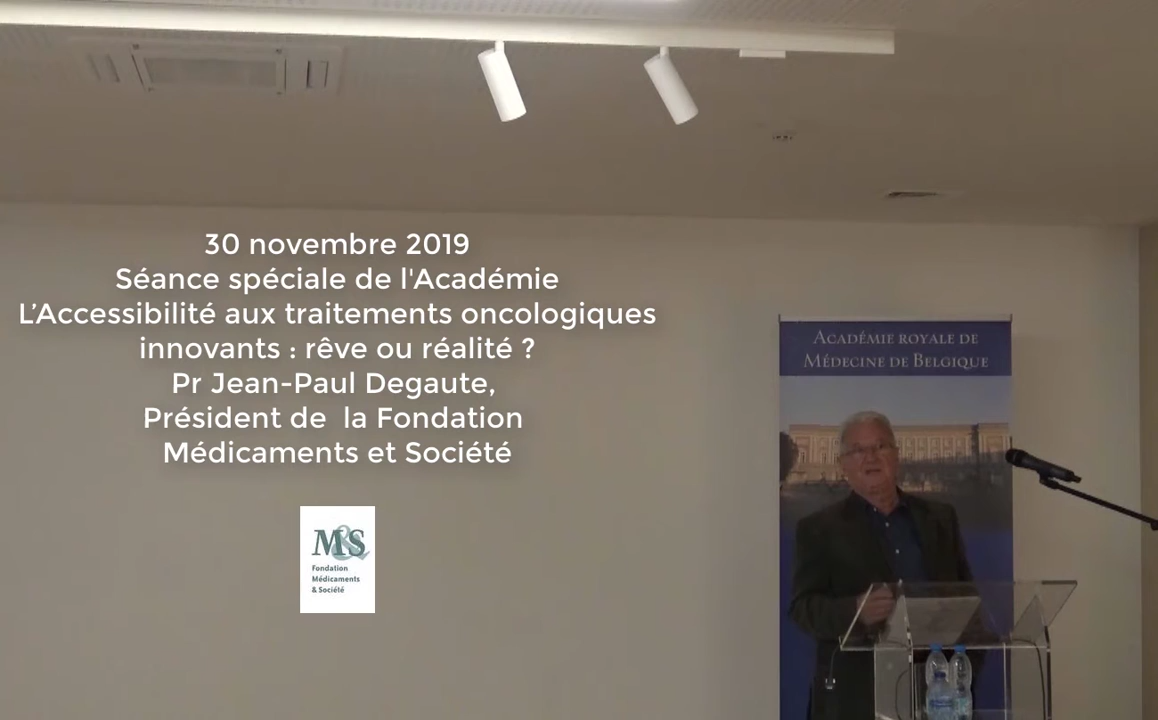 30 novembre 2019
Séance spéciale de l'Académie
L’Accessibilité aux traitements oncologiques
innovants : rêve ou réalité ?
Pr Jean-Paul Degaute,
Président de  la Fondation
Médicaments et Société
M&S
Fondation
Médicaments
& Société
Académie royale de
Médecine de Belgique